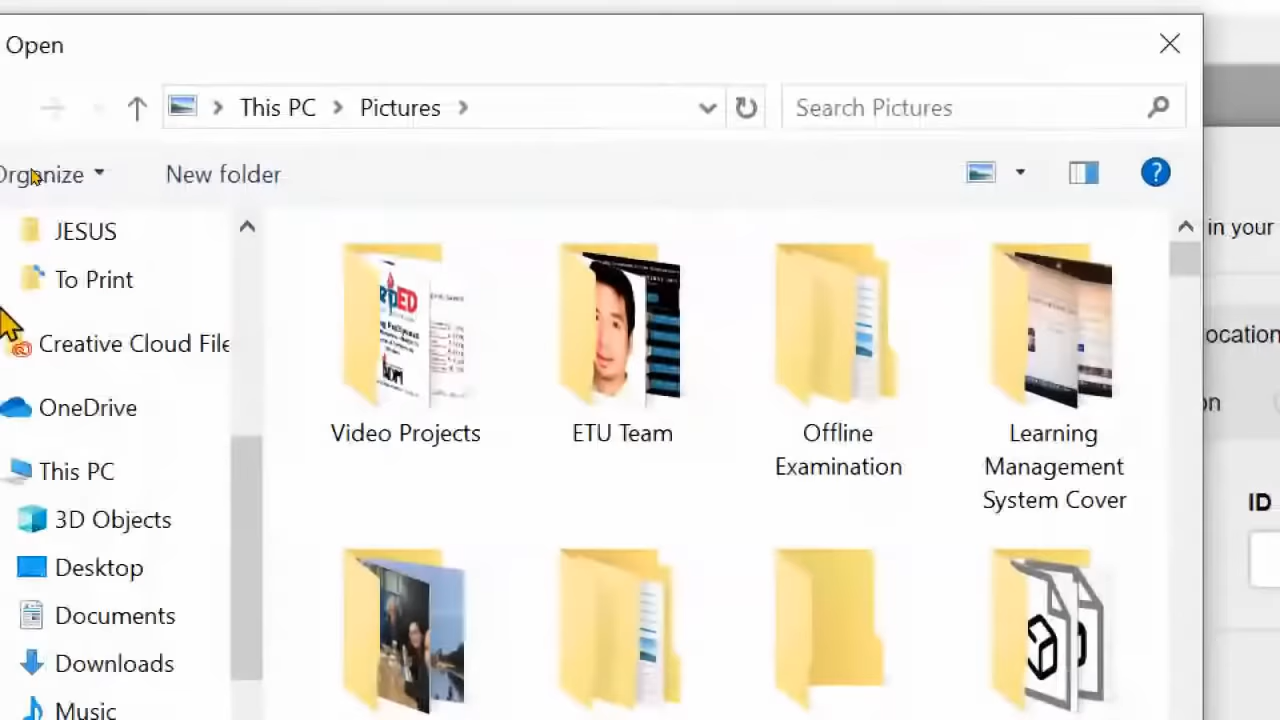 Open
This PC
Pictures
Search Pictures
Organize
New folder
?
JESUS
To Print
Creative Cloud File
OneDrive
This PC
3D Objects
Desktop
Documents
Downloads
Music
Video Projects
ETU Team
Offline
Examination
Learning
Management
System Cover
in your
ocation
on
ID